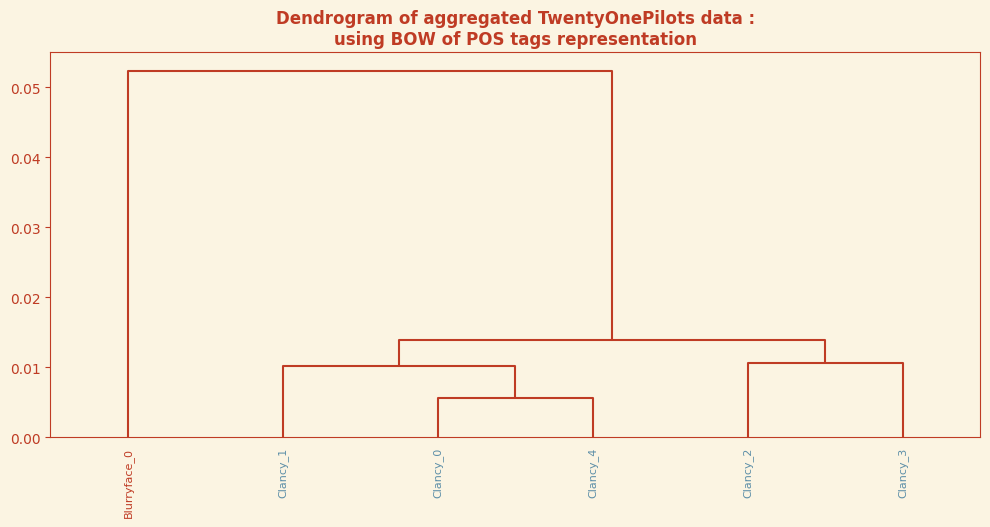 Dendrogram of aggregated TwentyOnePilots data :
using BOW of POS tags representation
0.05
0.04
0.03
0.02
0.01
0.00
Blurryface_0
Clancy_1
Clancy_0
Clancy_4
Clancy_2
Clancy_3